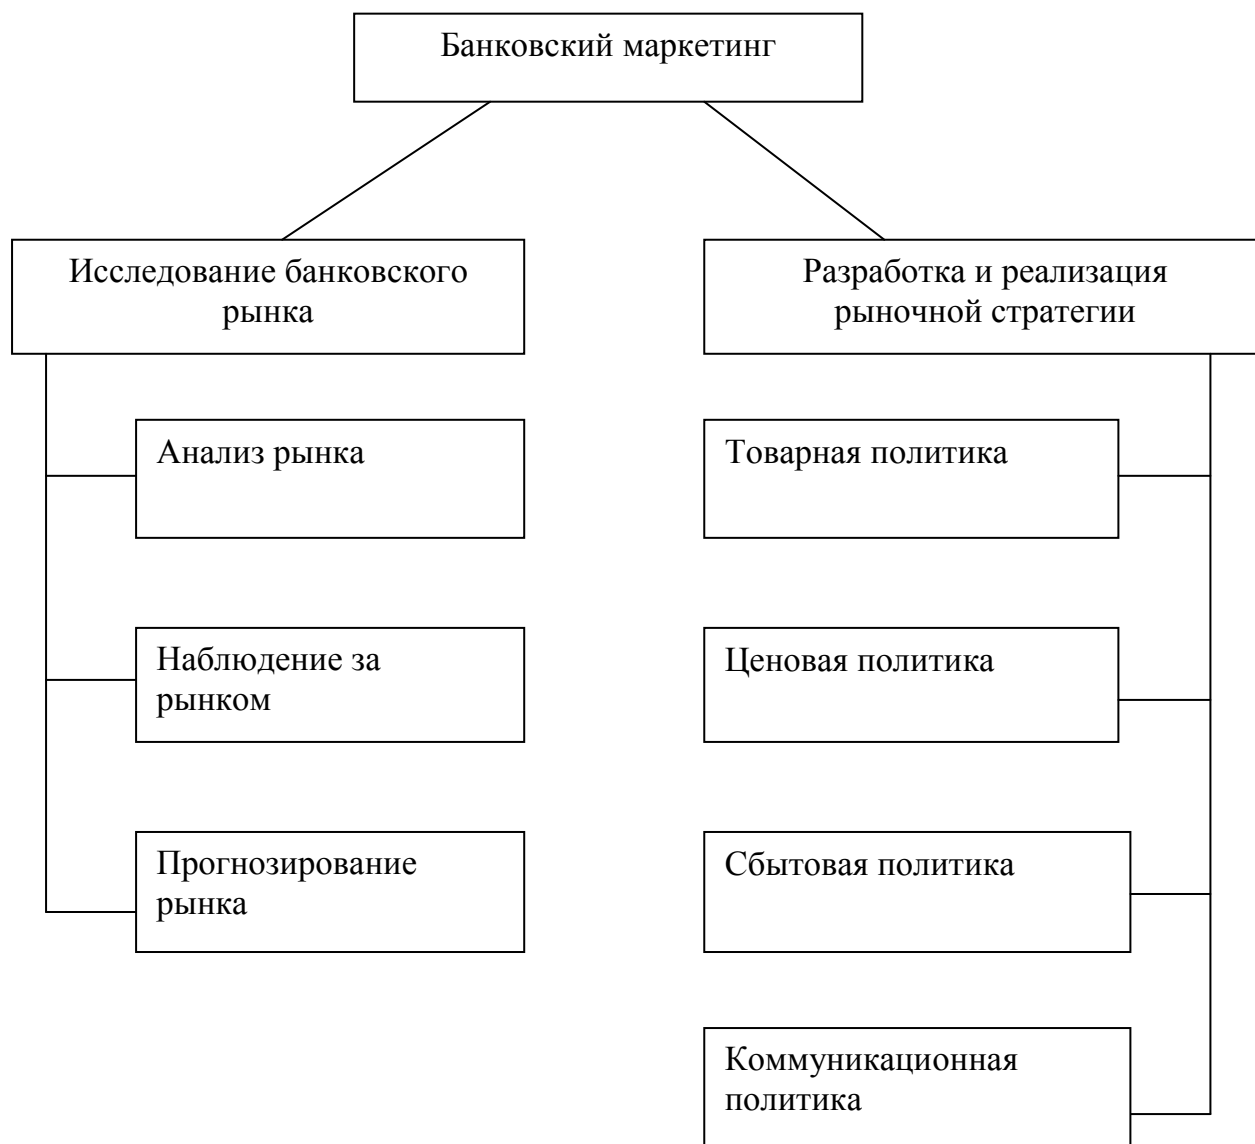 Банковский маркетинг
Исследование банковского
рынка
Разработка и реализация
рыночной стратегии
Анализ рынка
Товарная политика
Наблюдение за
рынком
Ценовая политика
Прогнозирование
рынка
Сбытовая политика
Коммуникационная
политика